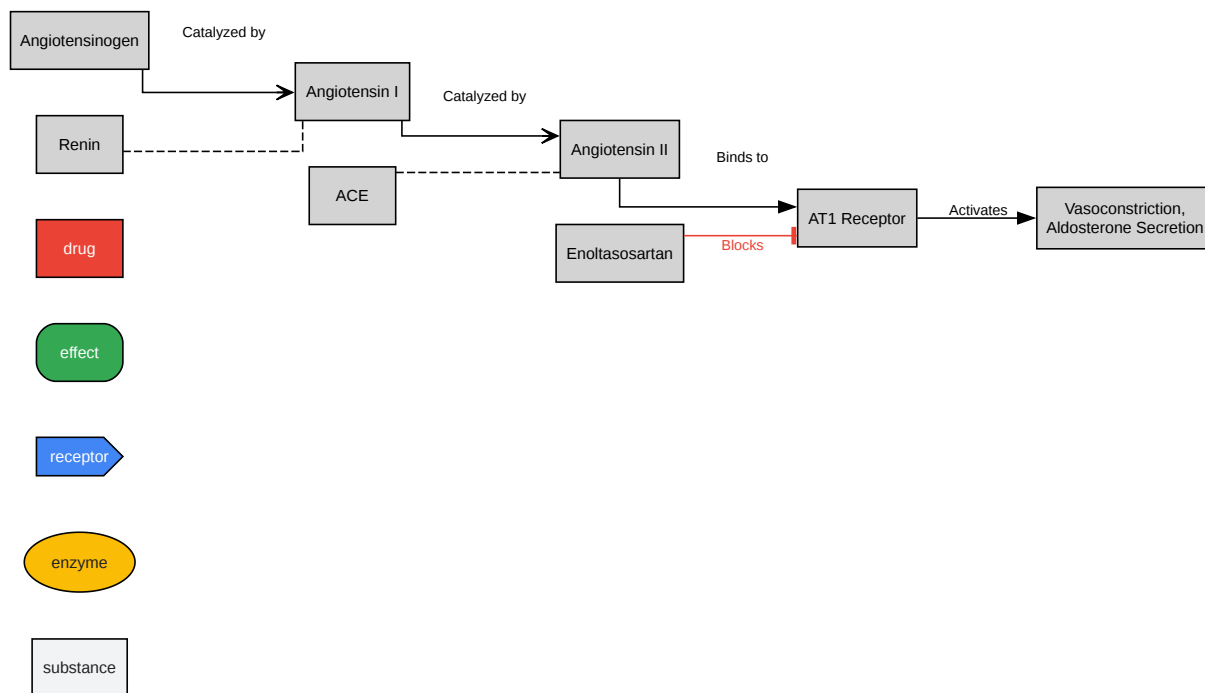 Angiotensinogen
Catalyzed by
Angiotensin I
Catalyzed by
Renin
Angiotensin II
Binds to
ACE
AT1 Receptor
Activates
Vasoconstriction,
Aldosterone Secretion
Enoltasosartan
Blocks
drug
effect
receptor
enzyme
substance